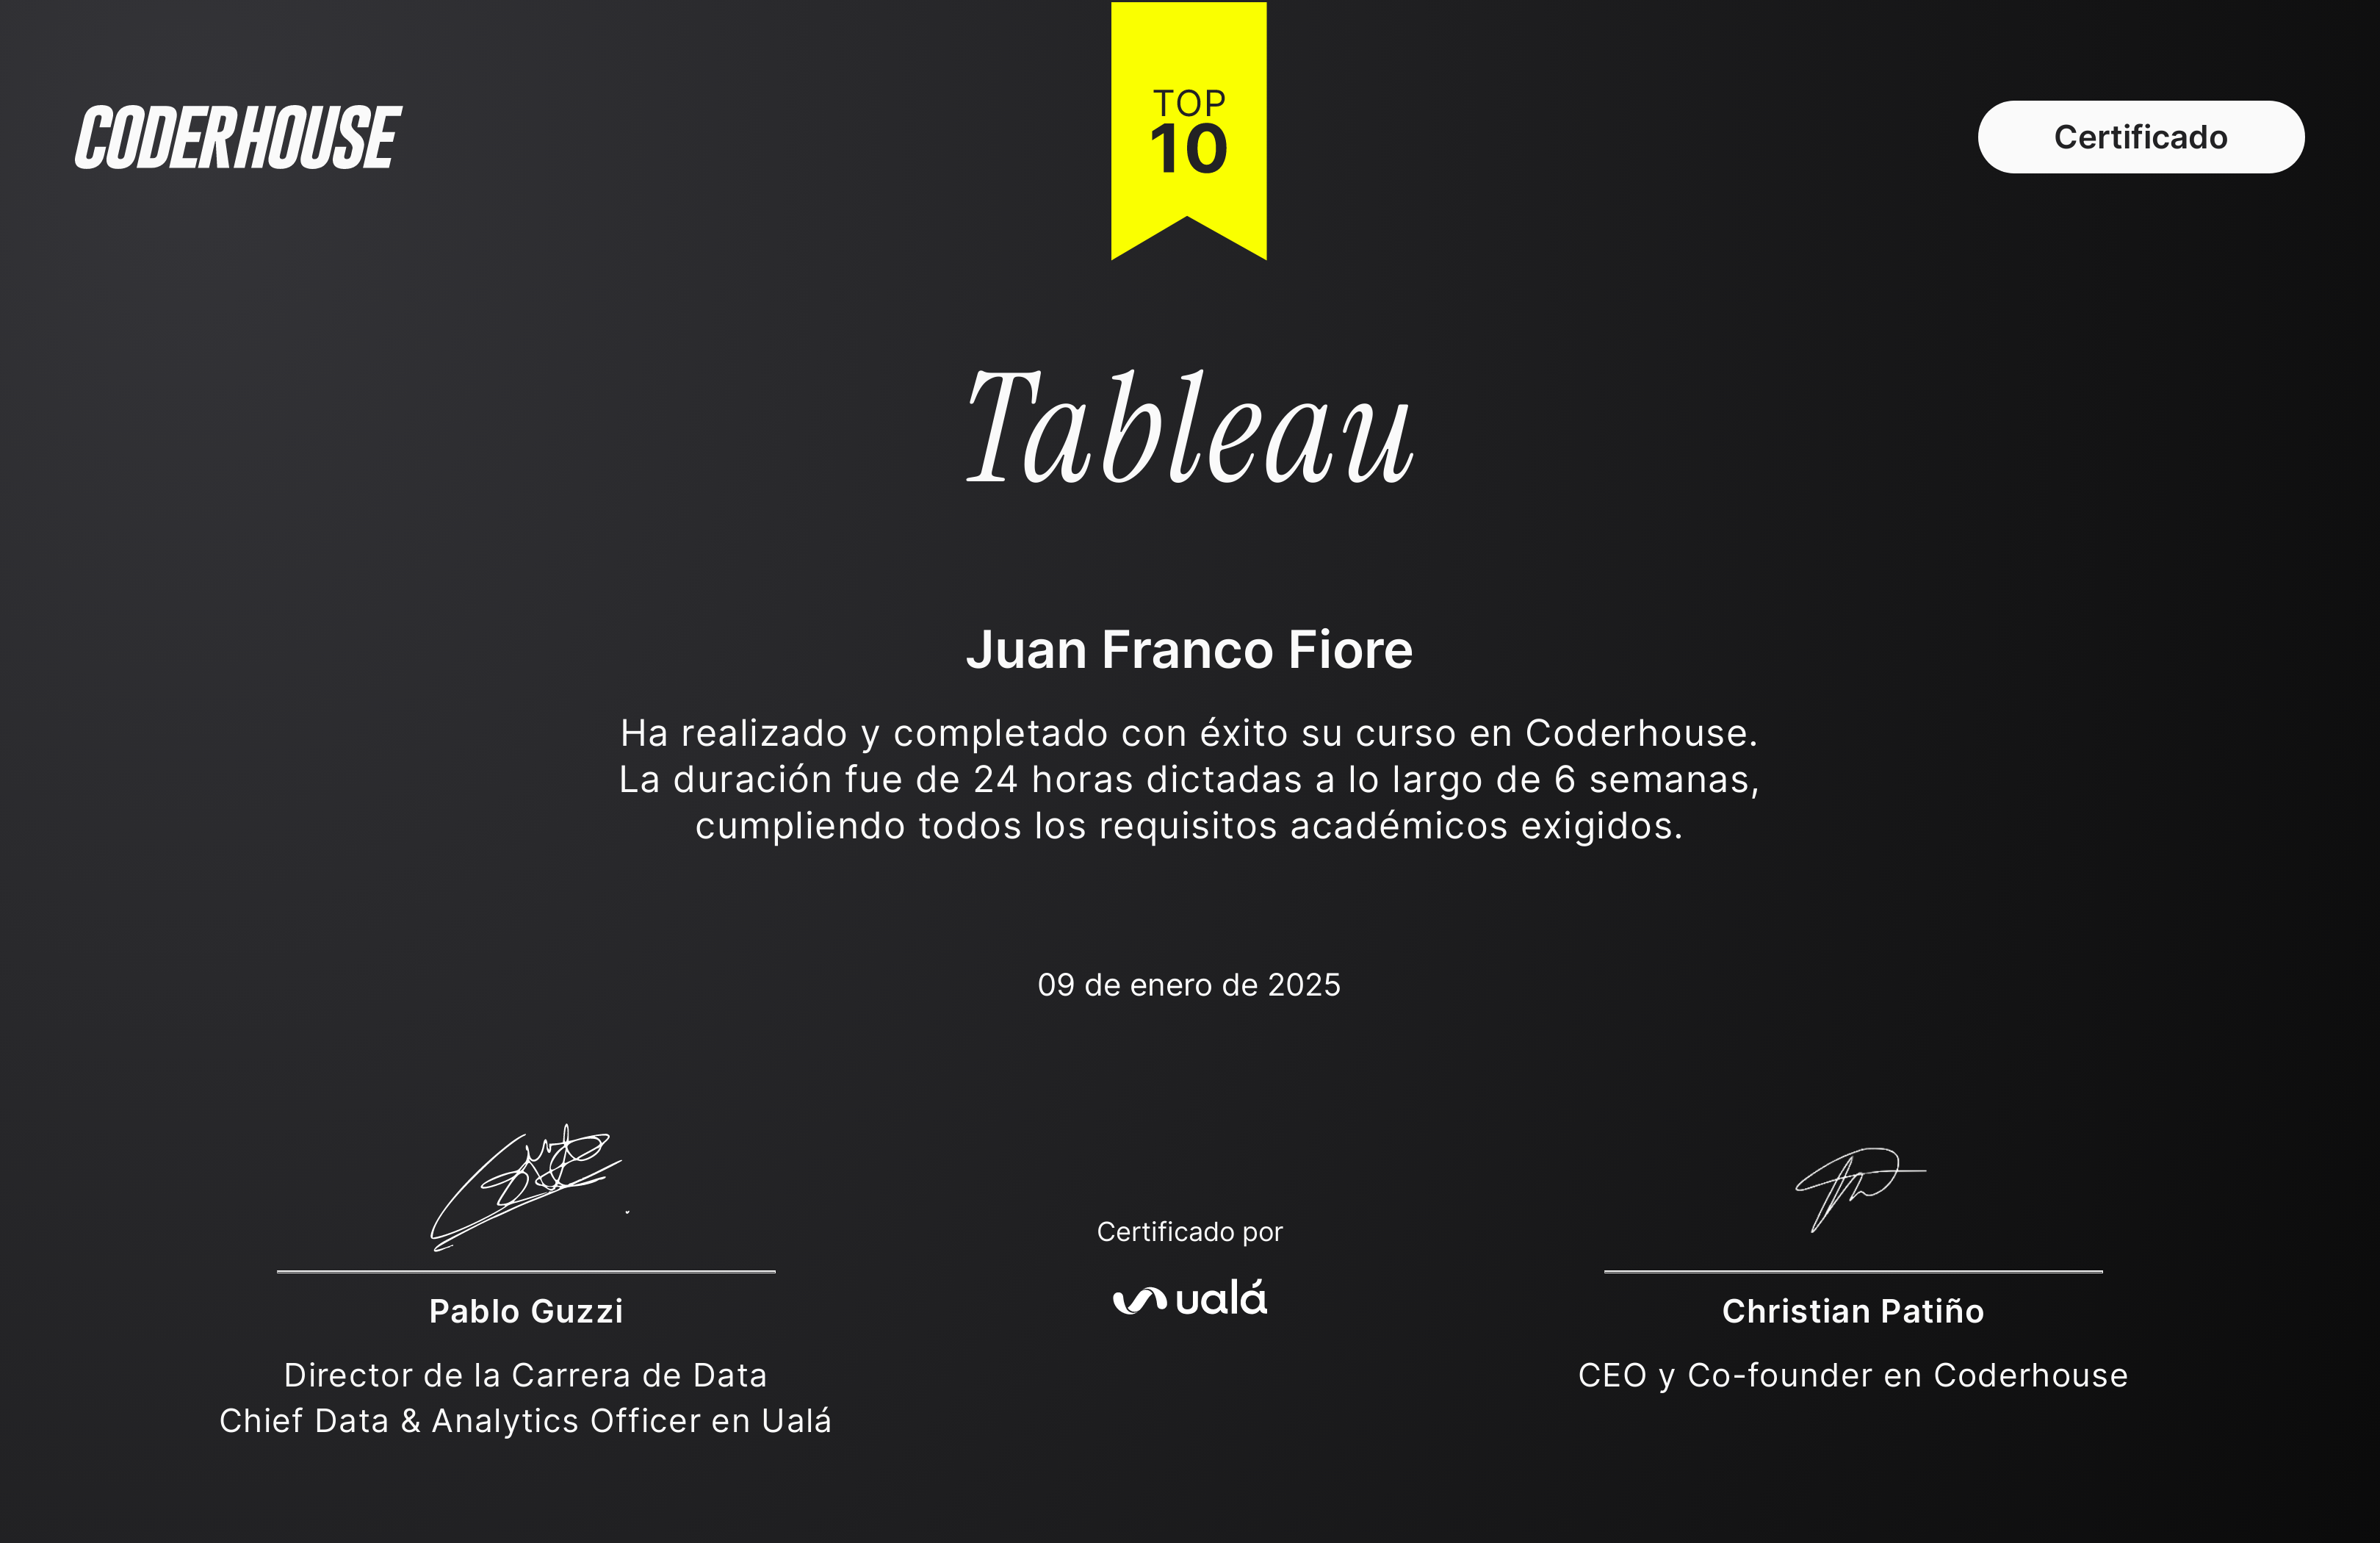 CODERHOUSE
TOP
10
Certificado
Tableau
Juan Franco Fiore
Ha realizado y completado con éxito su curso en Coderhouse.
La duración fue de 24 horas dictadas a lo largo de 6 semanas,
cumpliendo todos los requisitos académicos exigidos.
09 de enero de 2025
Pablo Guzzi
Director de la Carrera de Data
Chief Data & Analytics Officer en Ualá
Certificado por
ualá
Christian Patiño
CEO y Co-founder en Coderhouse